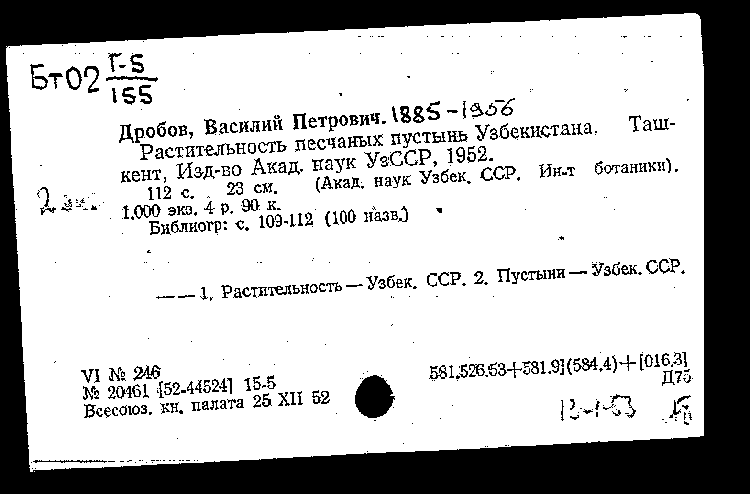 Бт02 Г-5
155
Дробов, Василий Петрович. 1885-1956
Растительность песчаных пустынь Узбекистана. Таш-
кент, Изд-во Акад. наук УзССР, 1952.
112 с. 23 см. (Акад. наук Узбек. ССР. Ин-т ботаники).
2 экз.
1.000 экз. 4 р. 90 к.
Библиогр: с. 109-112 (100 назв.)
— — 1. Растительность — Узбек. ССР. 2. Пустыни — Узбек. ССР.
VI № 246
581.526.53+581.9](584.4)+[016.3]
№ 20461 [52-44524] 15-5
Д75
Всесоюз. кн. палата 25 XII 52
13-1-53